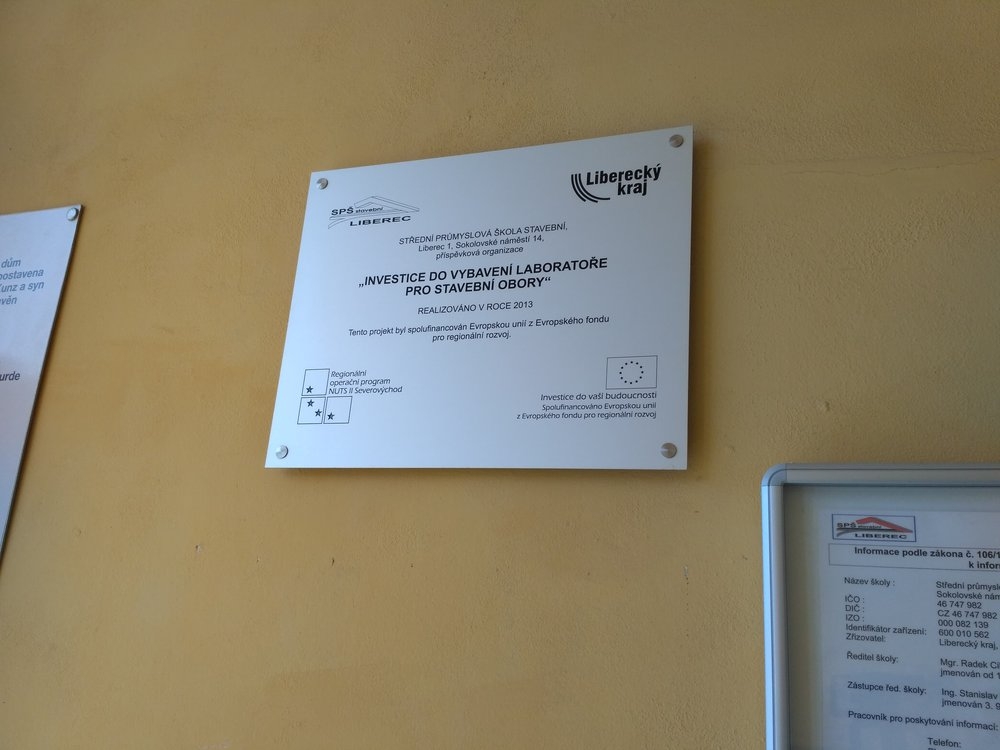 dům
postavena
Kunz a syn
SPŠ stavební
LIBEREC
Liberecký
kraj
STŘEDNÍ PRŮMYSLOVÁ ŠKOLA STAVEBNÍ,
Liberec 1, Sokolovské náměstí 14,
příspěvková organizace
„INVESTICE DO VYBAVENÍ LABORATOŘE
PRO STAVEBNÍ OBORY“
REALIZOVÁNO V ROCE 2013
Tento projekt byl spolufinancován Evropskou unií z Evropského fondu
pro regionální rozvoj.
Regionální
operační program
NUTS II Severovýchod
Investice do vaší budoucnosti
Spolufinancováno Evropskou unií
z Evropského fondu pro regionální rozvoj
SPŠ stavební
LIBEREC
Informace podle zákona č. 106/1
k infor
Název školy : Střední průmyslo
Sokolovské nám
IČO : 46 747 982
DIČ : CZ 46 747 982
IZO : 000 082 139
Identifikátor zařízení: 600 010 562
Zřizovatel: Liberecký kraj,
Ředitel školy: Mgr. Radek
jmenován od 1
Zástupce řed. školy: Ing. Stanislav
jmenován 3. 9
Pracovník pro poskytování informací:
Telefon: